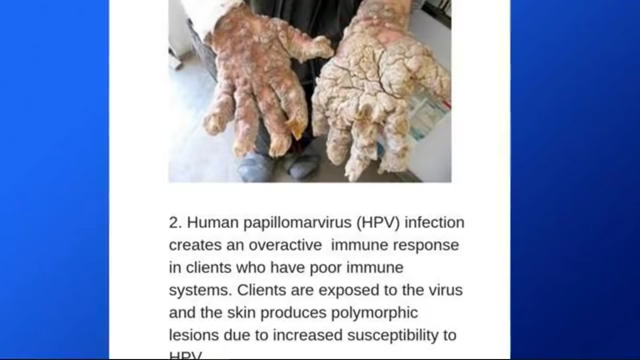 2. Human papillomarvirus (HPV) infection
creates an overactive  immune response
in clients who have poor immune
systems. Clients are exposed to the virus
and the skin produces polymorphic
lesions due to increased susceptibility to
HPV